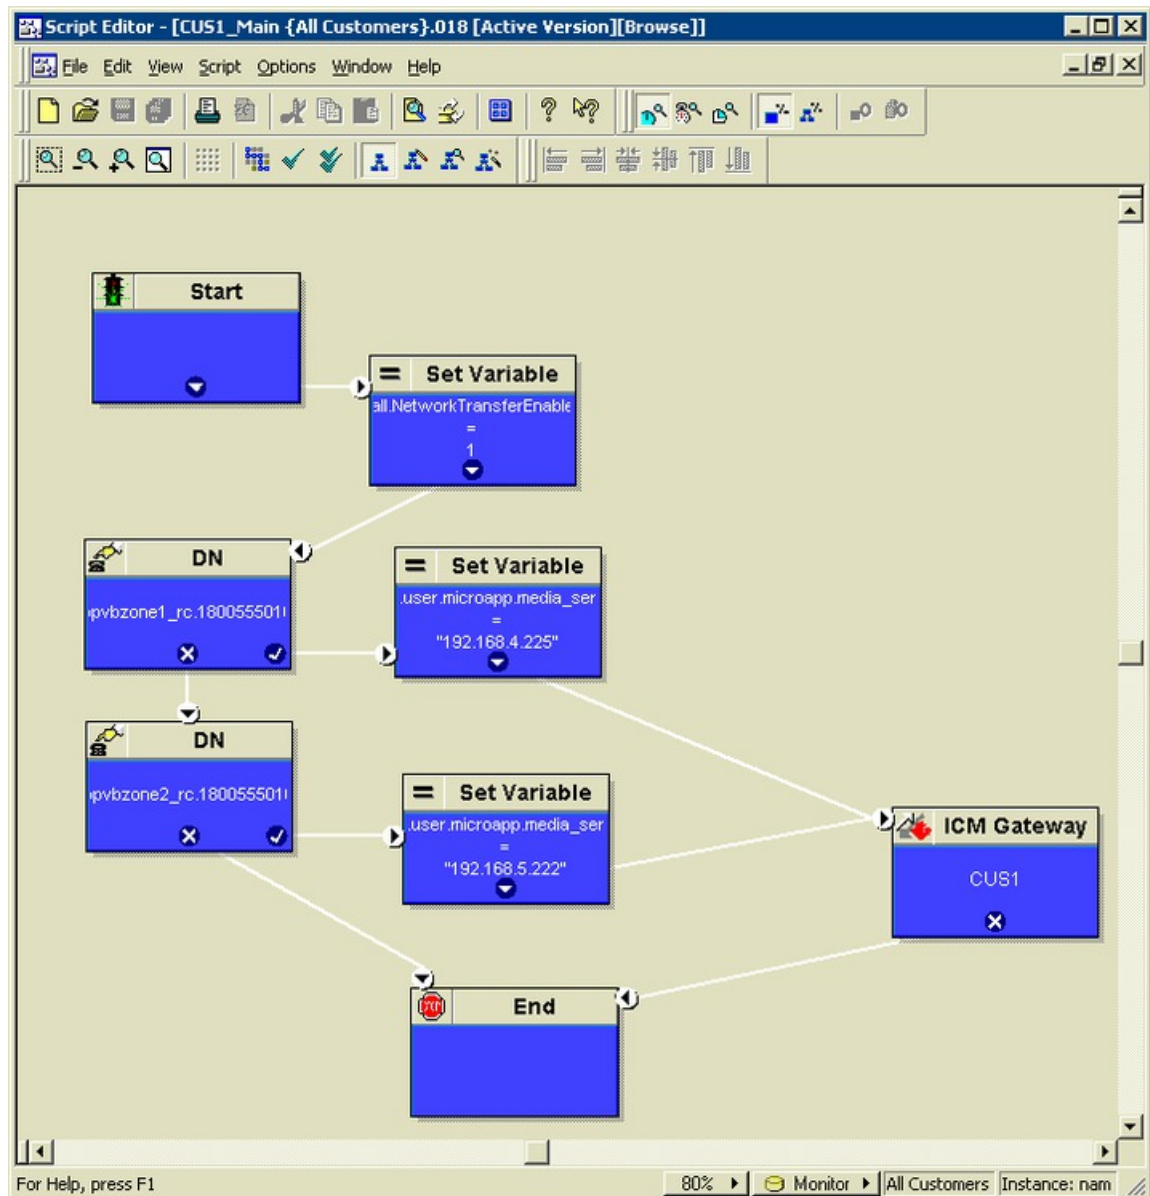 Script Editor - [CUS1_Main {All Customers}.018 [Active Version][Browse]]
File Edit View Script Options Window Help
Start
Set Variable
all.NetworkTransferEnable
=
1
DN
pvbzone1_rc.180055501
Set Variable
.user.microapp.media_ser
=
"192.168.4.225"
DN
pvbzone2_rc.180055501
Set Variable
.user.microapp.media_ser
=
"192.168.5.222"
ICM Gateway
CUS1
End
For Help, press F1
80% Monitor All Customers Instance: nam